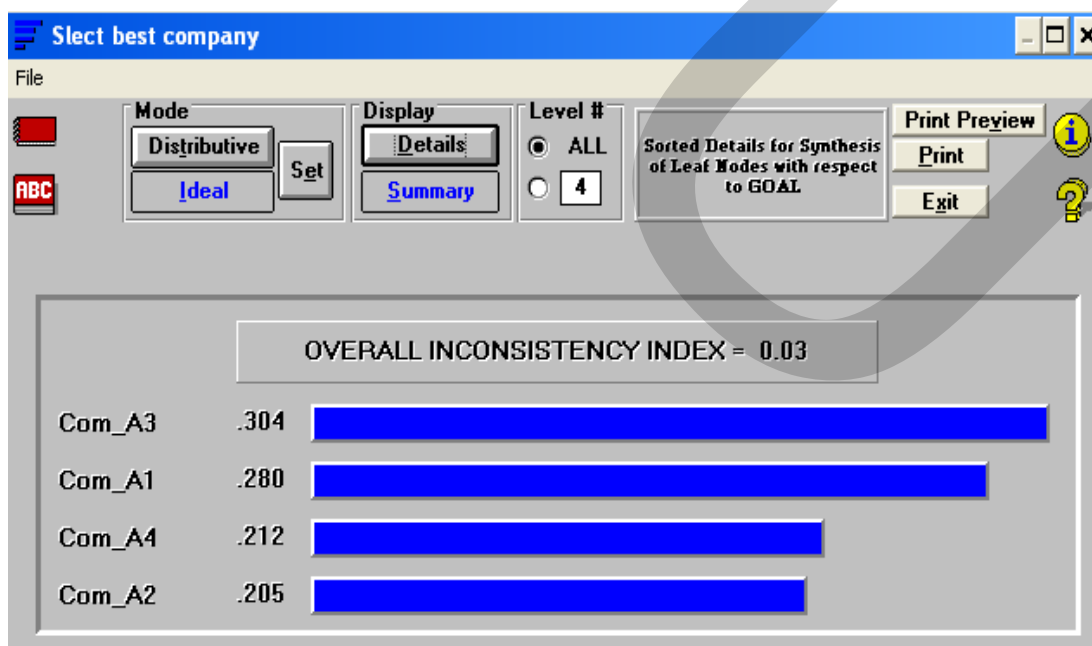 Slect best company
File
Mode
Distributive
Ideal
Set
Display
Details
Summary
Level #
ALL
4
Sorted Details for Synthesis
of Leaf Nodes with respect
to GOAL
Print Preview
Print
Exit
ABC
i
?
OVERALL INCONSISTENCY INDEX = 0.03
Com_A3 .304
Com_A1 .280
Com_A4 .212
Com_A2 .205